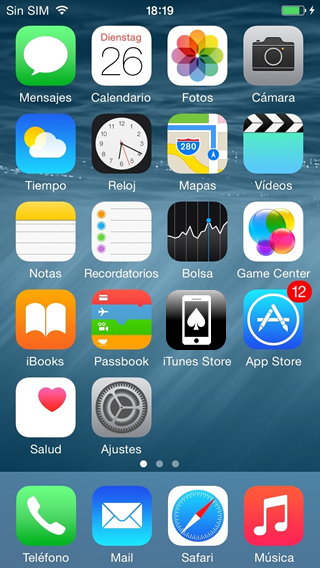 Sin SIM 18:19
Dienstag
26
Mensajes Calendario Fotos Cámara
280
Tiempo Reloj Mapas Vídeos
Notas Recordatorios Bolsa Game Center
12
iBooks Passbook iTunes Store App Store
Salud Ajustes
Teléfono Mail Safari Música